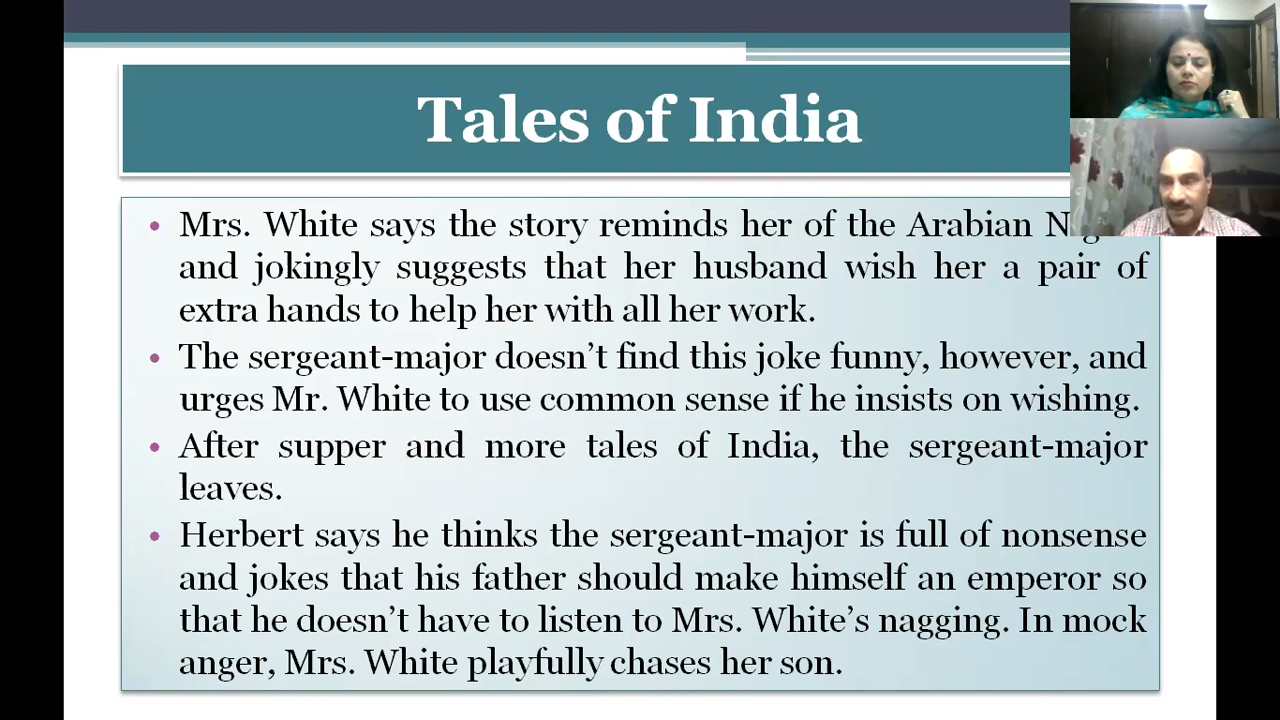 Tales of India
• Mrs. White says the story reminds her of the Arabian
and jokingly suggests that her husband wish her a pair of
extra hands to help her with all her work.
• The sergeant-major doesn’t find this joke funny, however, and
urges Mr. White to use common sense if he insists on wishing.
• After supper and more tales of India, the sergeant-major
leaves.
• Herbert says he thinks the sergeant-major is full of nonsense
and jokes that his father should make himself an emperor so
that he doesn’t have to listen to Mrs. White’s nagging. In mock
anger, Mrs. White playfully chases her son.